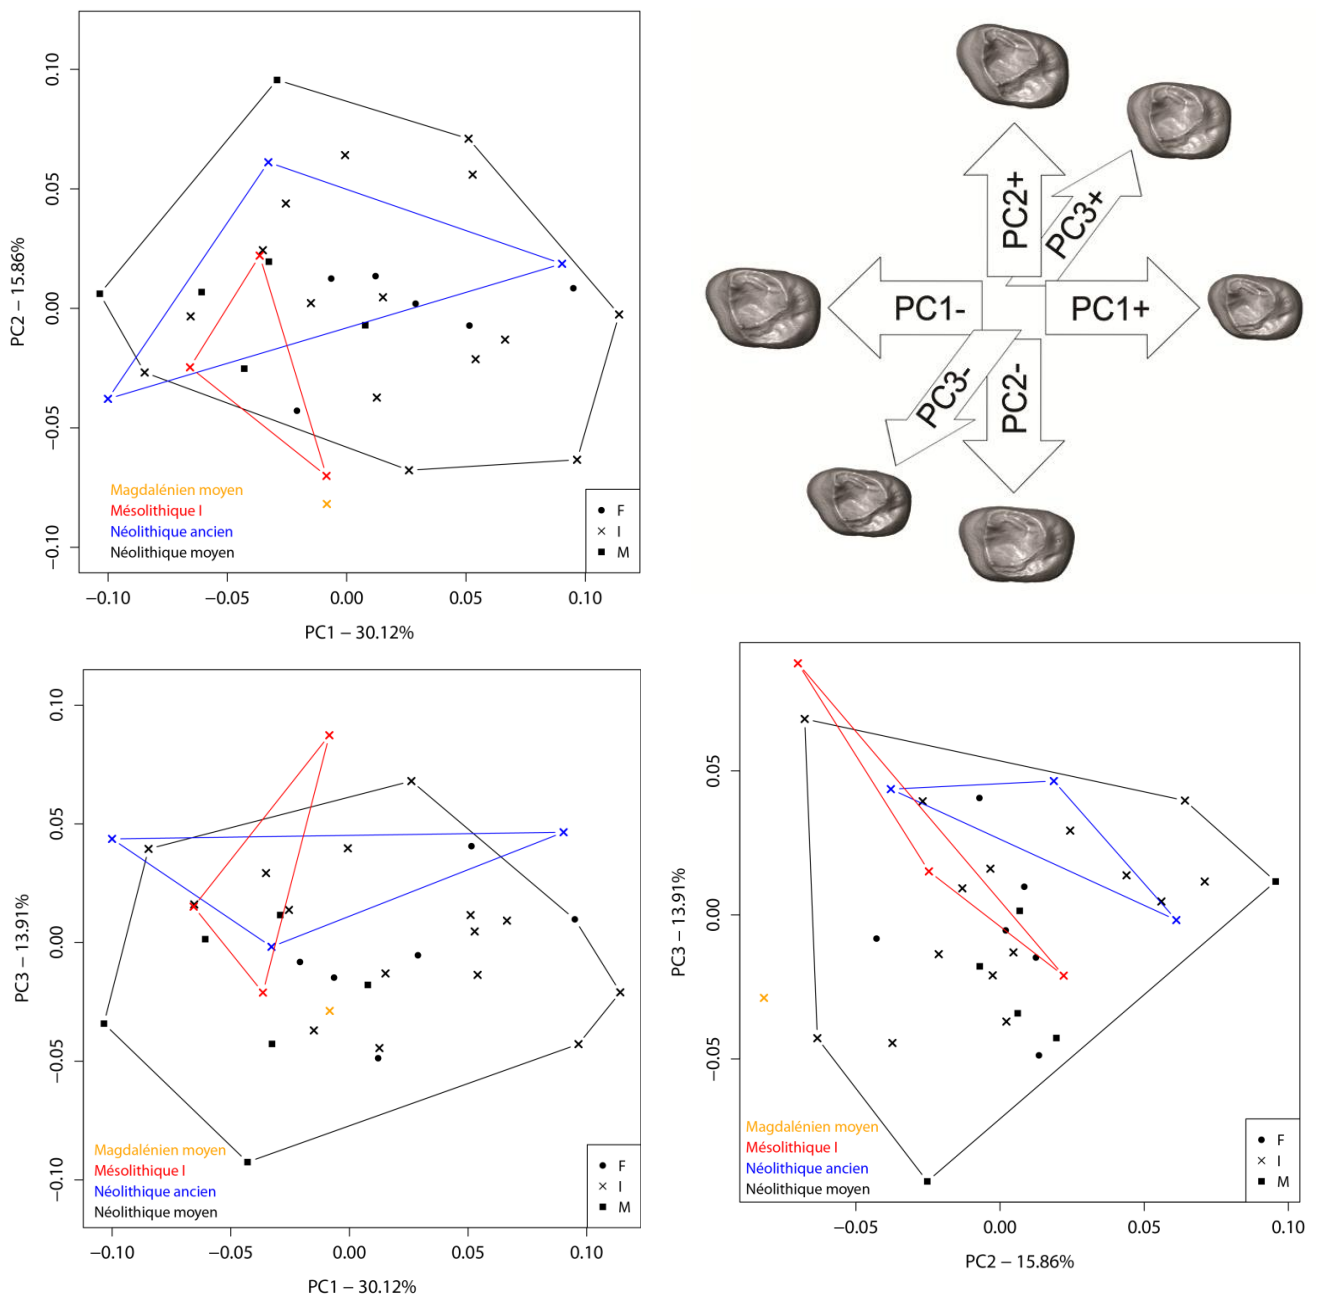 0.10
0.05
0.00
−0.05
−0.10
PC2 − 15.86%
Magdalénien moyen
Mésolithique I
Néolithique ancien
Néolithique moyen
F
I
M
−0.10 −0.05 0.00 0.05 0.10
PC1 − 30.12%
PC2+
PC3+
PC1-
PC1+
PC3-
PC2-
0.10
0.05
0.00
−0.05
−0.10
PC3 − 13.91%
Magdalénien moyen
Mésolithique I
Néolithique ancien
Néolithique moyen
F
I
M
−0.10 −0.05 0.00 0.05 0.10
PC1 − 30.12%
0.05
0.00
−0.05
PC3 − 13.91%
Magdalénien moyen
Mésolithique I
Néolithique ancien
Néolithique moyen
F
I
M
−0.05 0.00 0.05 0.10
PC2 − 15.86%